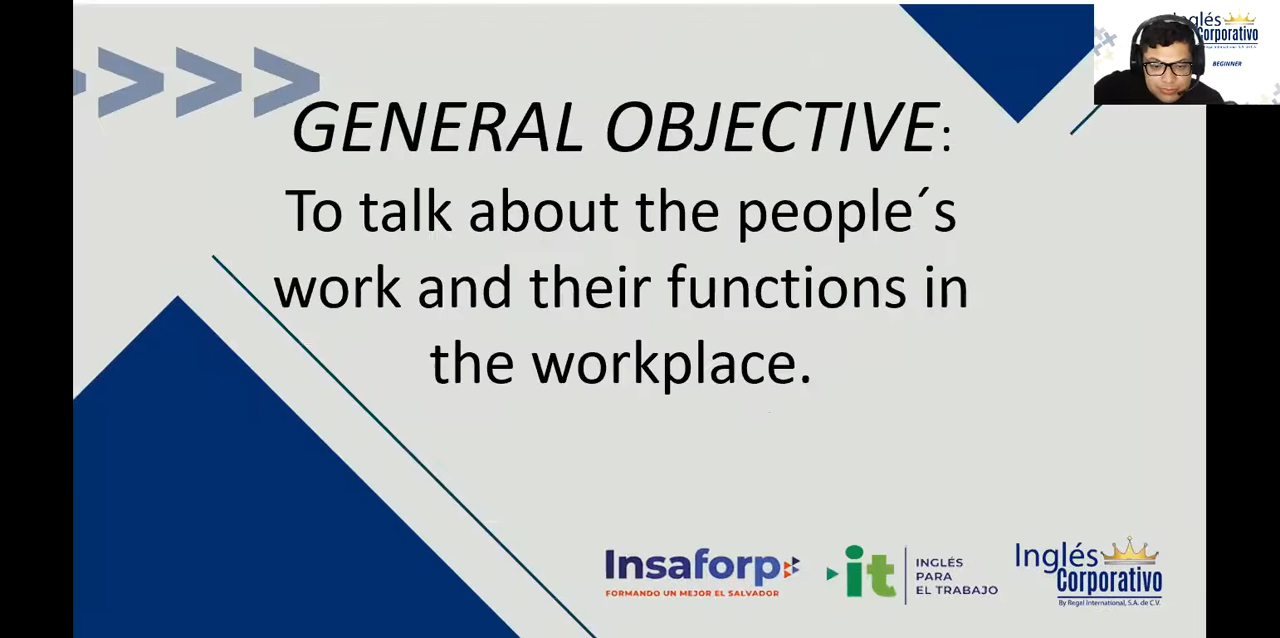 GENERAL OBJECTIVE:
To talk about the people´s
work and their functions in
the workplace.
Inglés
Corporativo
BEGINNER
Insaforp
FORMANDO UN MEJOR EL SALVADOR
it
INGLÉS
PARA
EL TRABAJO
Inglés
Corporativo
By Regal International, S.A. de C.V.